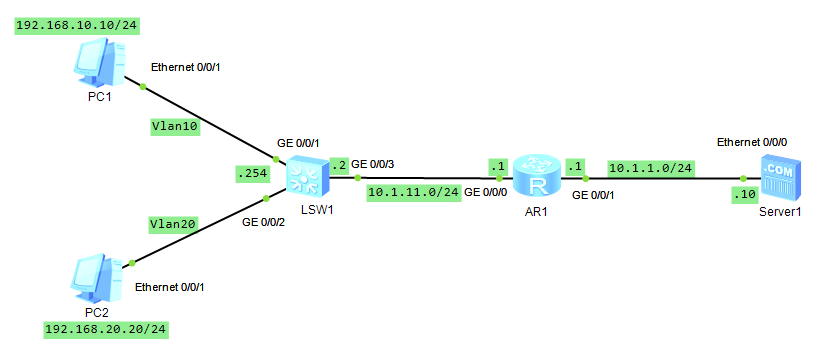 192.168.10.10/24
Ethernet 0/0/1
PC1
Vlan10
GE 0/0/1
.254
.2
GE 0/0/3
LSW1
10.1.11.0/24
.1
GE 0/0/0
R
AR1
.1
GE 0/0/1
10.1.1.0/24
Ethernet 0/0/0
.COM
.10
Server1
Vlan20
GE 0/0/2
Ethernet 0/0/1
PC2
192.168.20.20/24